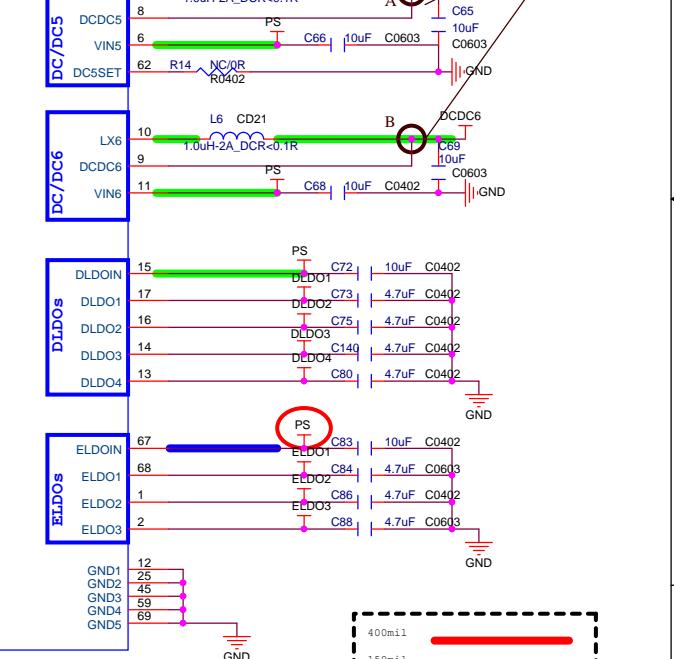 1.0uH-2A_DCR<0.1R
A
DC/DC5
DCDC5 8
C65
10uF
C0603
PS
VIN5 6
C66 10uF C0603
DC5SET 62 R14 NC/0R
R0402
GND
DC/DC6
L6 CD21
B
DCDC6
LX6 10
1.0uH-2A_DCR<0.1R
C69
10uF
C0603
DCDC6 9
PS
VIN6 11
C68 10uF C0402
GND
DLDOs
PS
DLDOIN 15
C72 10uF C0402
DLDO1
DLDO1 17
C73 4.7uF C0402
DLDO2
DLDO2 16
C75 4.7uF C0402
DLDO3
DLDO3 14
C140 4.7uF C0402
DLDO4
DLDO4 13
C80 4.7uF C0402
GND
ELDOs
PS
ELDOIN 67
C83 10uF C0402
ELDO1
ELDO1 68
C84 4.7uF C0603
ELDO2
ELDO2 1
C86 4.7uF C0402
ELDO3
ELDO3 2
C88 4.7uF C0603
GND
GND1 12
GND2 25
GND3 45
GND4 59
GND5 69
GND
400mil
150mil